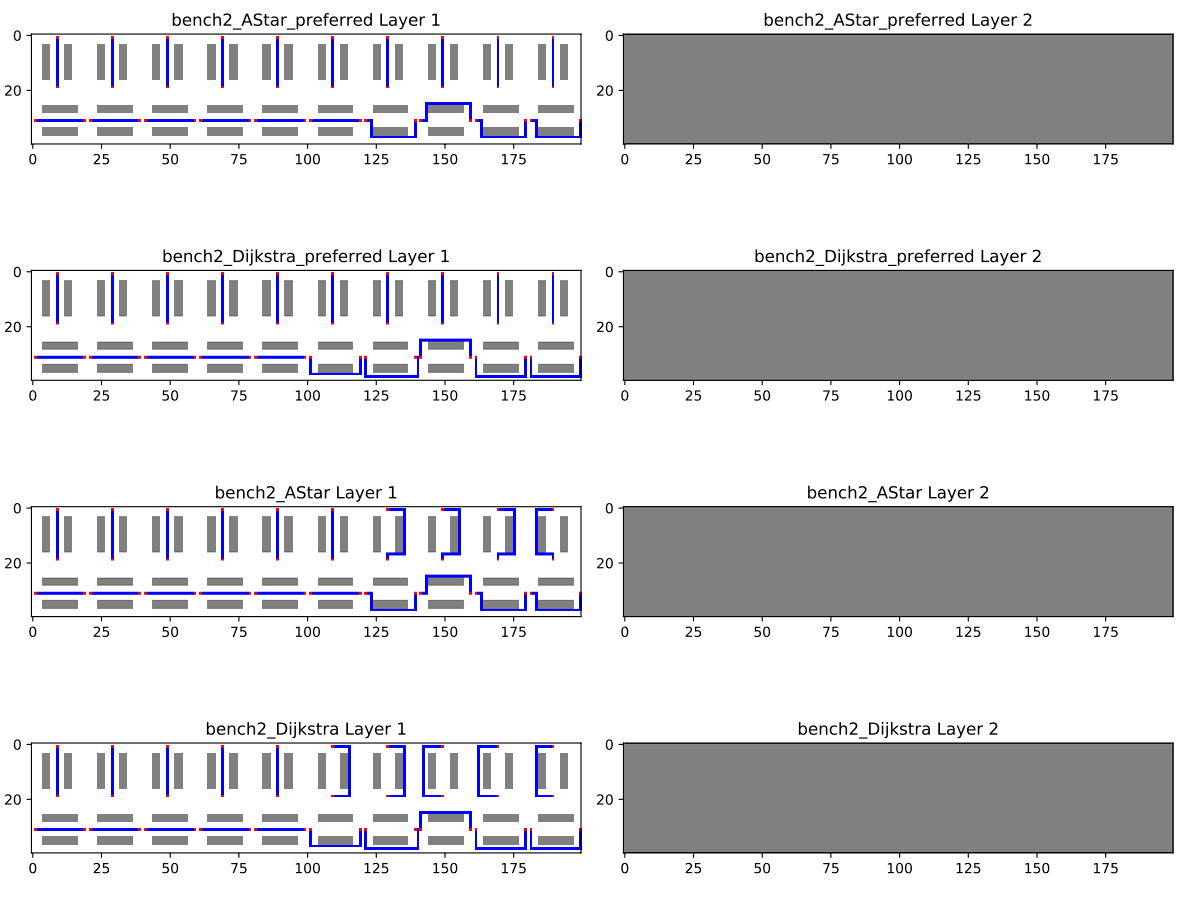 bench2_AStar_preferred Layer 1
bench2_AStar_preferred Layer 2
0
20
0 25 50 75 100 125 150 175
0
20
0 25 50 75 100 125 150 175
bench2_Dijkstra_preferred Layer 1
bench2_Dijkstra_preferred Layer 2
0
20
0 25 50 75 100 125 150 175
0
20
0 25 50 75 100 125 150 175
bench2_AStar Layer 1
bench2_AStar Layer 2
0
20
0 25 50 75 100 125 150 175
0
20
0 25 50 75 100 125 150 175
bench2_Dijkstra Layer 1
bench2_Dijkstra Layer 2
0
20
0 25 50 75 100 125 150 175
0
20
0 25 50 75 100 125 150 175